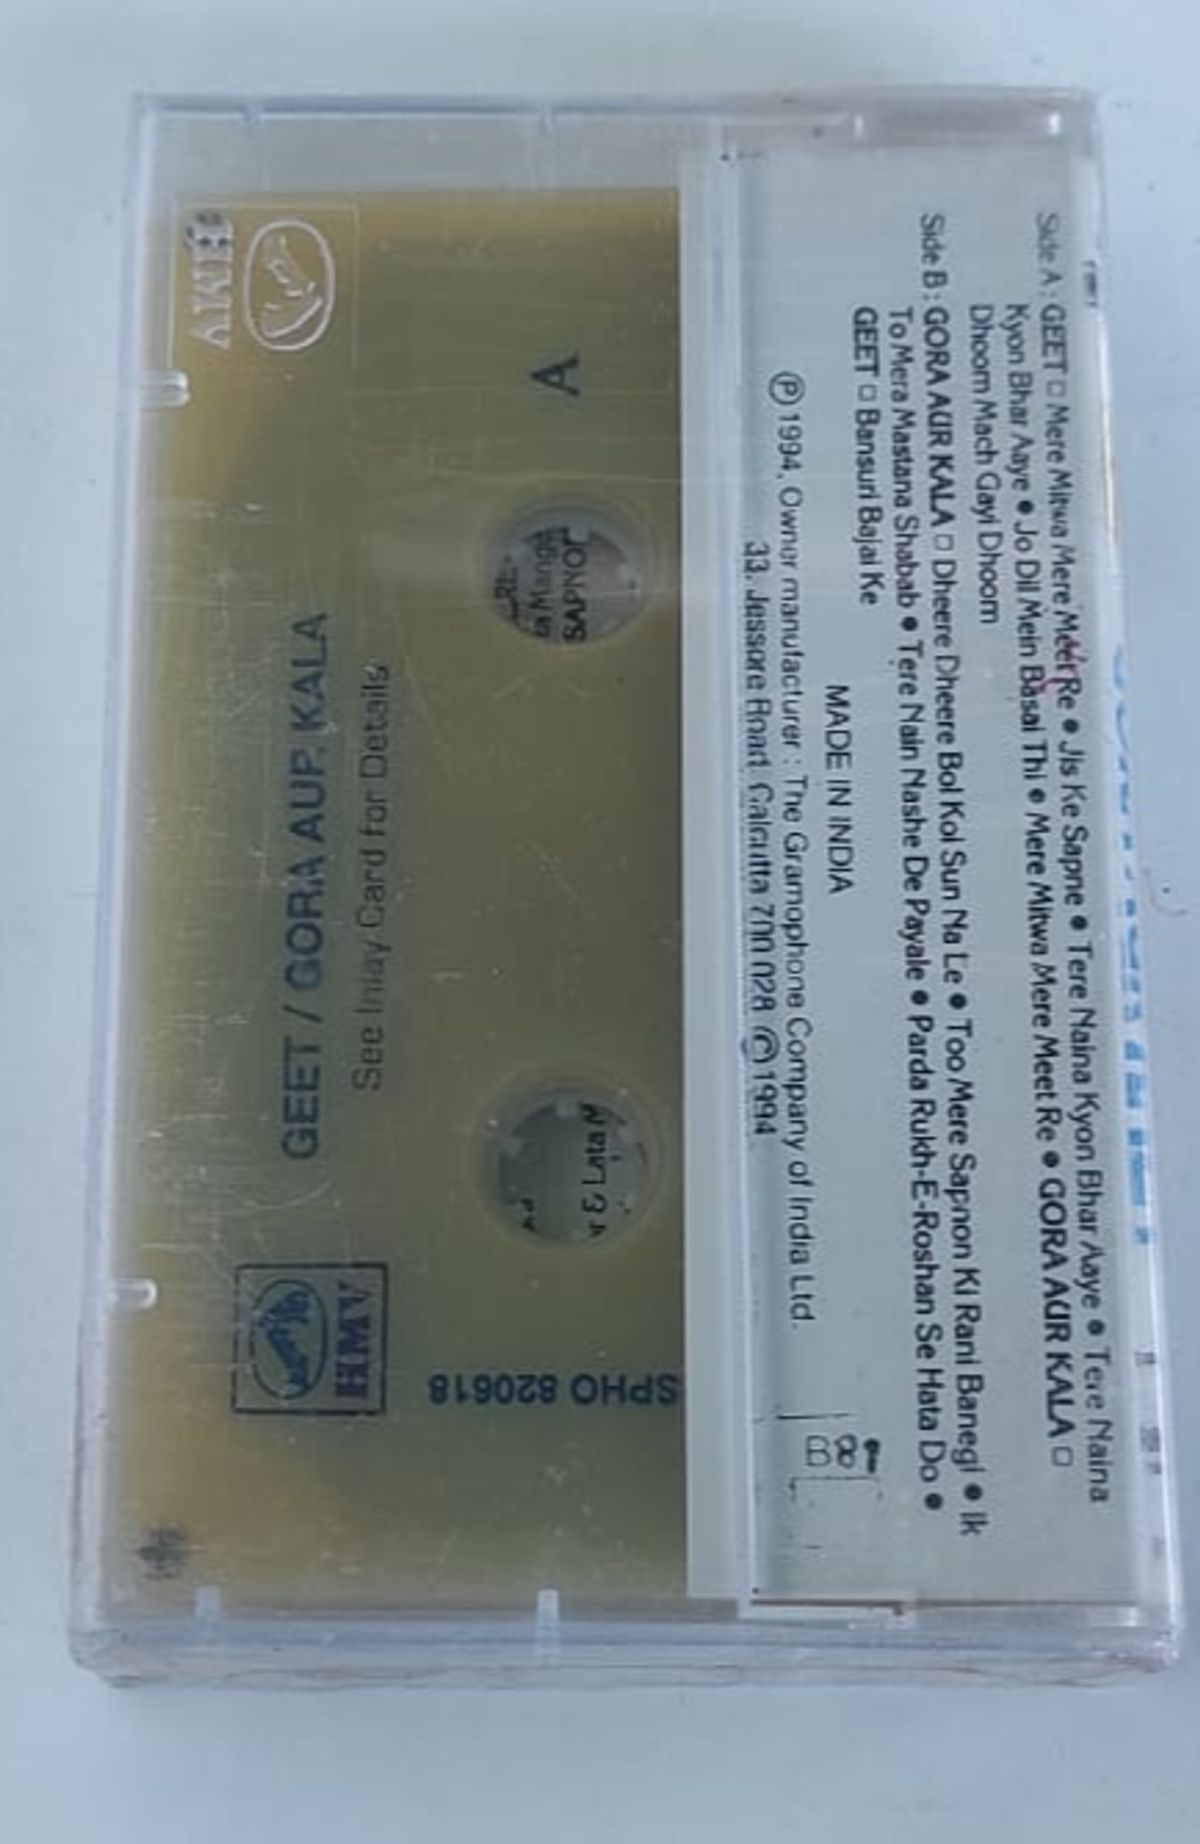 Side A : GEET □ Mere Mitwa Mere Meet Re ● Jis Ke Sapne ● Tere Naina Kyon Bhar Aaye ● Tere Naina
Kyon Bhar Aaye ● Jo Dil Mein Basai Thi ● Mere Mitwa Mere Meet Re ● GORA AUR KALA □
Dhoom Mach Gayi Dhoom
Side B : GORA AUR KALA □ Dheere Dheere Bol Koi Sun Na Le ● Too Mere Sapnon Ki Rani Banegi ● Ik
To Mera Mastana Shabab ● Tere Nain Nashe De Payale ● Parda Rukh-E-Roshan Se Hata Do ●
GEET □ Bansuri Bajai Ke
MADE IN INDIA
Ⓟ 1994, Owner manufacturer : The Gramophone Company of India Ltd.
33, Jessore Road, Calcutta 700 028 © 1994
SPHO 820618
A
SAPNO
r & Lata M
See Inlay Card for Details
GEET / GORA AUR KALA
HMV
HMV